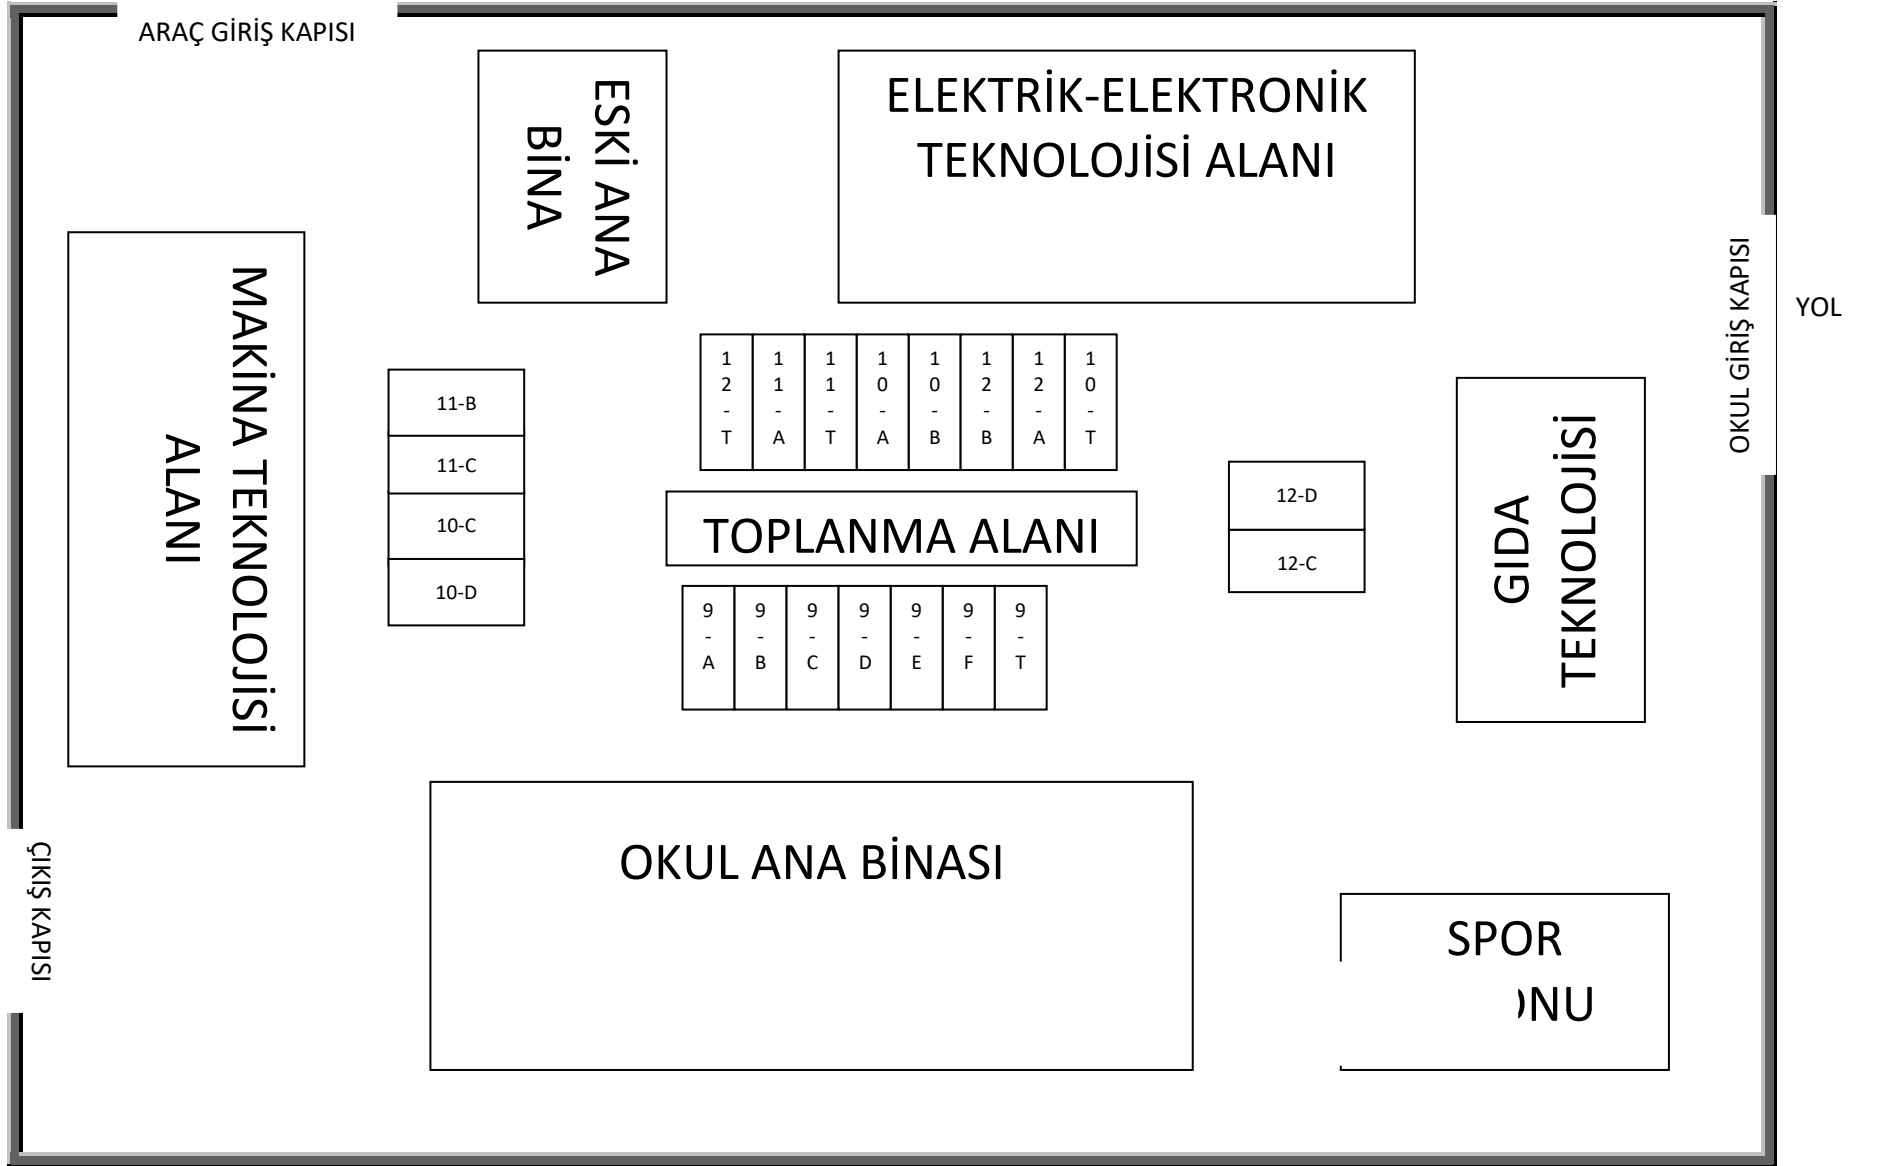 ARAÇ GİRİŞ KAPISI
ESKİ ANA
BİNA
ELEKTRİK-ELEKTRONİK
TEKNOLOJİSİ ALANI
OKUL GİRİŞ KAPISI
YOL
MAKİNA TEKNOLOJİSİ
ALANI
11-B
11-C
10-C
10-D
12-T
11-A
11-T
10-A
10-B
12-B
12-A
10-T
TOPLANMA ALANI
9-A
9-B
9-C
9-D
9-E
9-F
9-T
12-D
12-C
GIDA
TEKNOLOJİSİ
ÇIKIŞ KAPISI
OKUL ANA BİNASI
SPOR